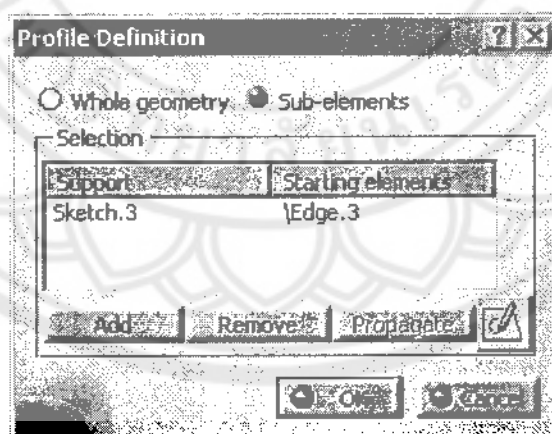 Profile Definition
Whole geometry Sub-elements
Selection
Support Starting elements
Sketch.3 \Edge.3
Add Remove Propagate
OK Cancel